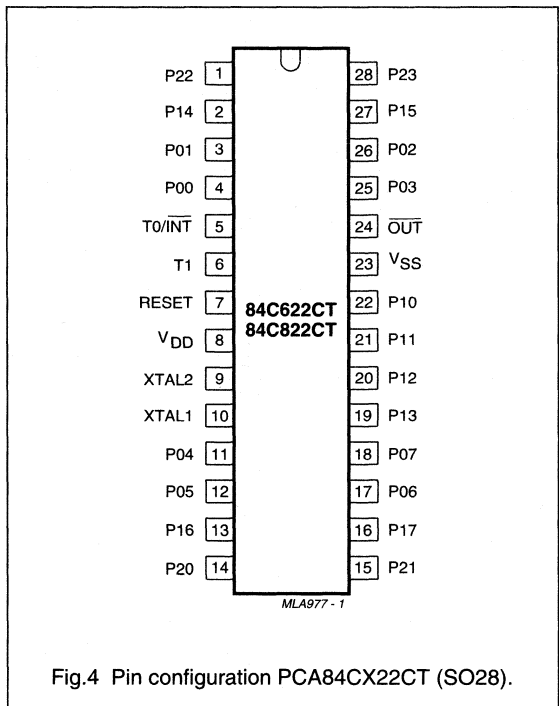 P22 1 28 P23
P14 2 27 P15
P01 3 26 P02
P00 4 25 P03
T0/INT 5 24 OUT
T1 6 23 VSS
RESET 7 22 P10
84C622CT
84C822CT
VDD 8 21 P11
XTAL2 9 20 P12
XTAL1 10 19 P13
P04 11 18 P07
P05 12 17 P06
P16 13 16 P17
P20 14 15 P21
MLA977 - 1
Fig.4 Pin configuration PCA84CX22CT (SO28).